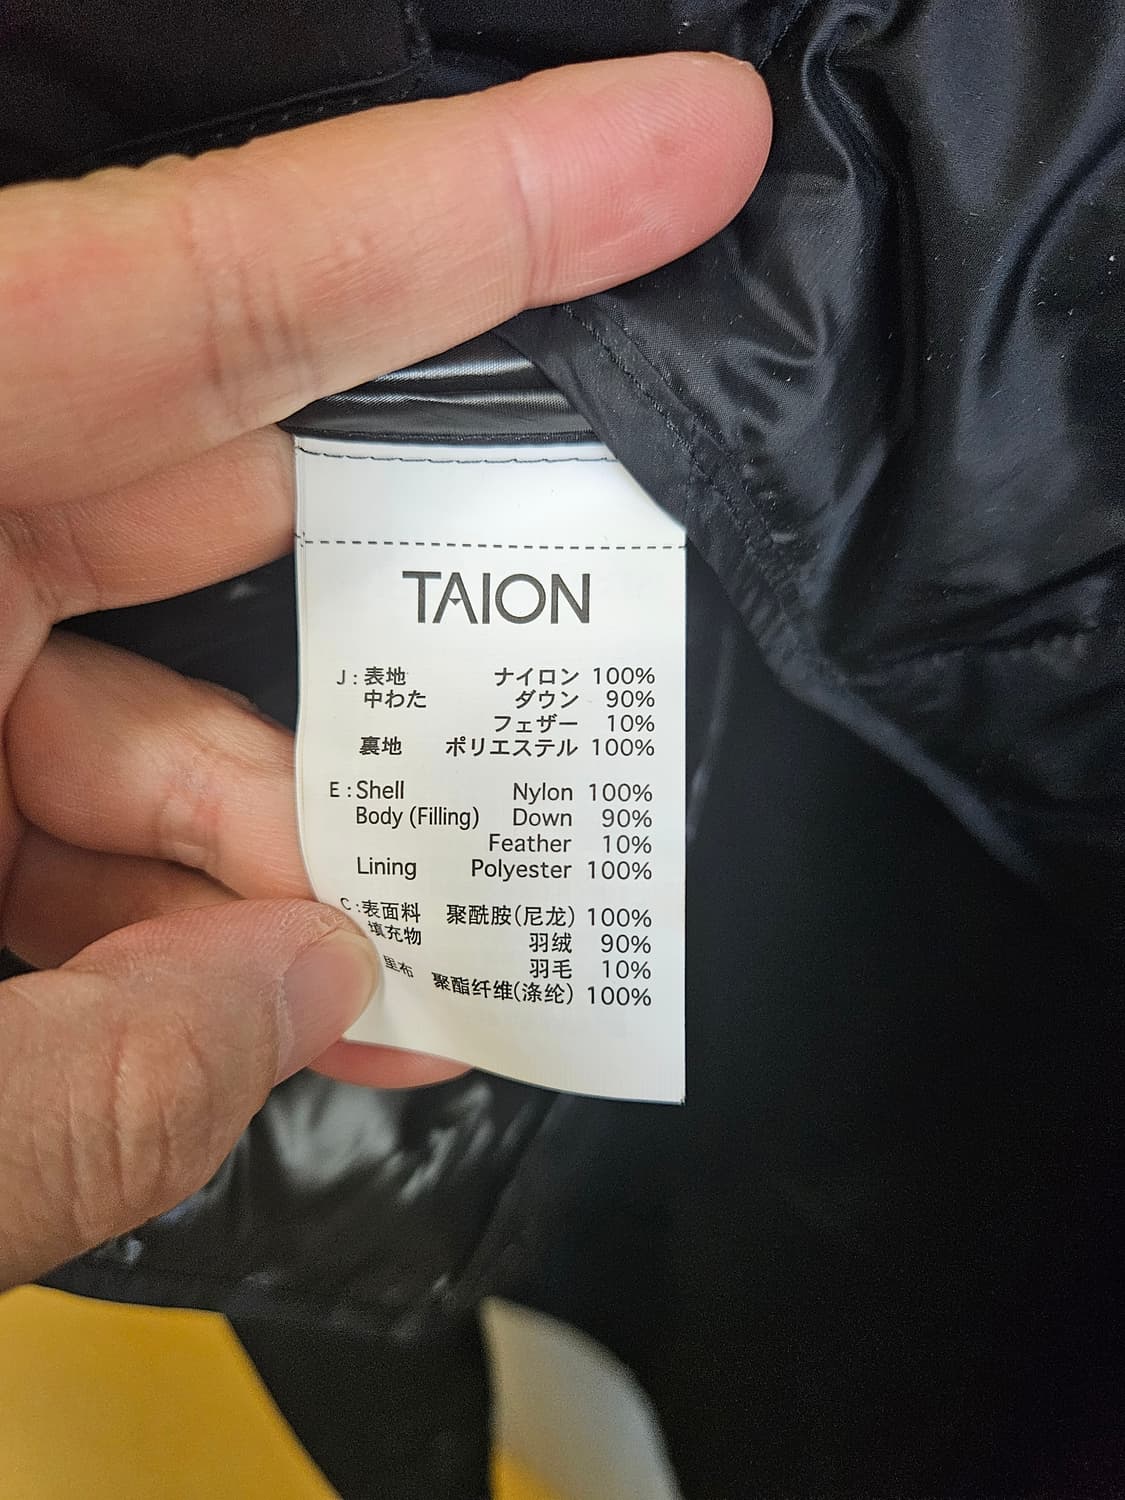 TAION
J : 表地 ナイロン 100%
中わた ダウン 90%
フェザー 10%
裏地 ポリエステル 100%
E : Shell Nylon 100%
Body (Filling) Down 90%
Feather 10%
Lining Polyester 100%
C : 表面料 聚酰胺(尼龙) 100%
填充物 羽绒 90%
羽毛 10%
里布 聚酯纤维(涤纶) 100%